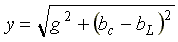 y = √(g² + (b_c − b_L)²)